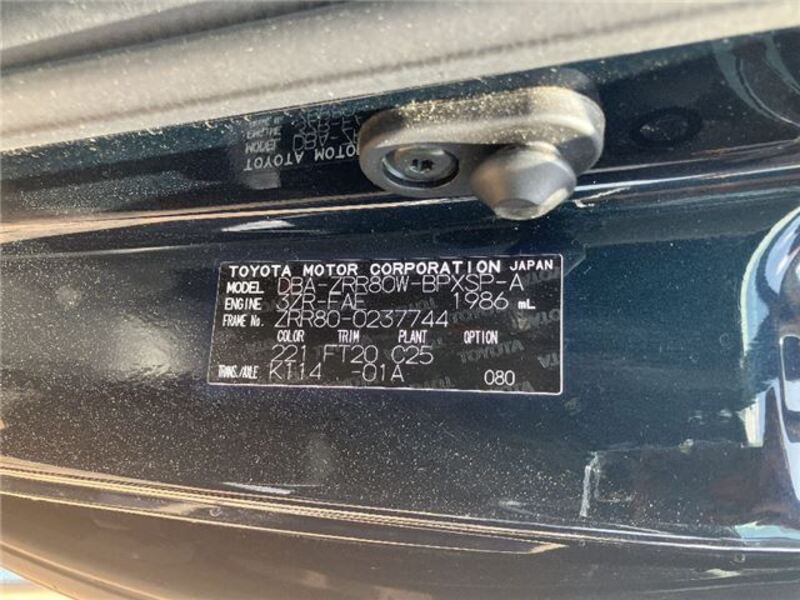 TOYOTA MOTOR CORPORATION JAPAN
MODEL DBA-ZRR80W-BPXSP-A
ENGINE 3ZR-FAE 1986 mL
FRAME No. ZRR80-0237744
COLOR TRIM PLANT OPTION
221 FT20 C25
TRANS./AXLE KT14 -01A 080